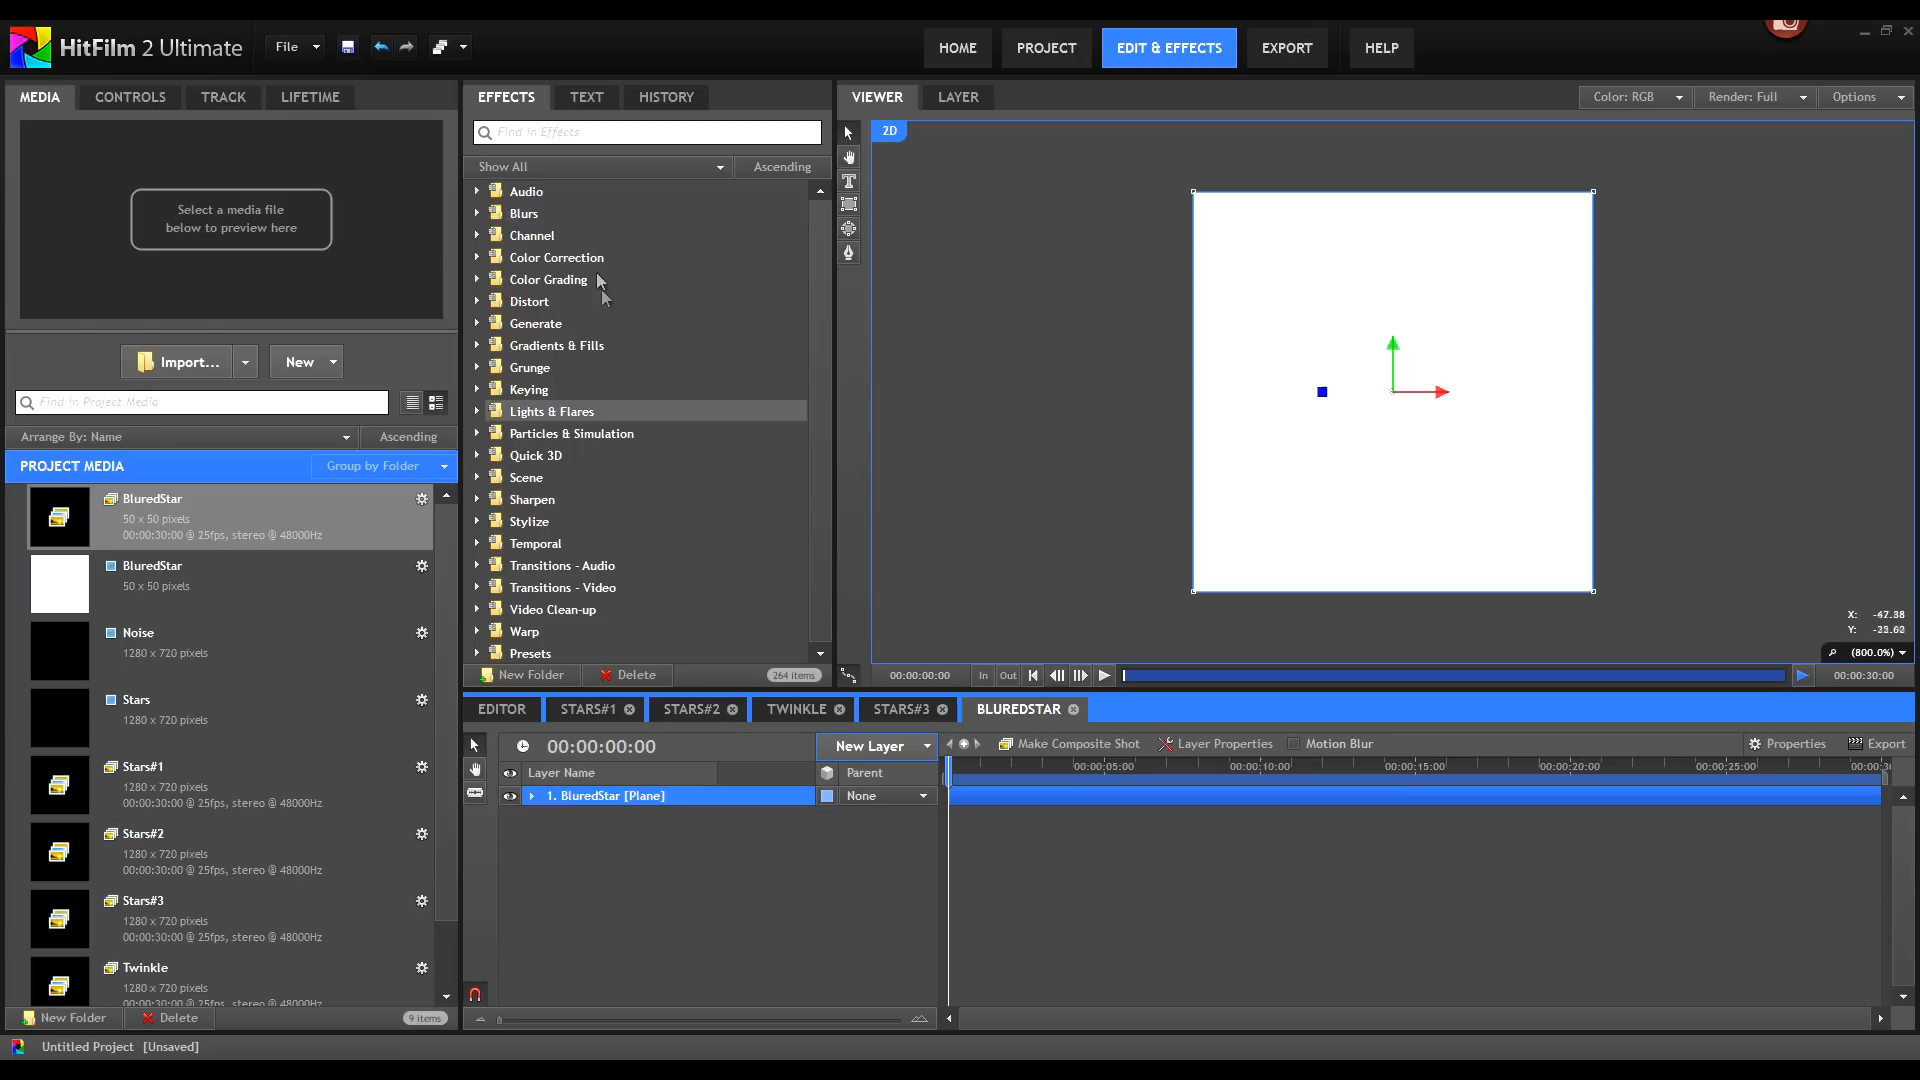 HitFilm 2 Ultimate
File
HOME
PROJECT
EDIT & EFFECTS
EXPORT
HELP
MEDIA
CONTROLS
TRACK
LIFETIME
Select a media file
below to preview here
Import...
New
Find in Project Media
Arrange By: Name
Ascending
PROJECT MEDIA
Group by Folder
BluredStar
50 x 50 pixels
00:00:30:00 @ 25fps, stereo @ 48000Hz
BluredStar
50 x 50 pixels
Noise
1280 x 720 pixels
Stars
1280 x 720 pixels
Stars#1
1280 x 720 pixels
00:00:30:00 @ 25fps, stereo @ 48000Hz
Stars#2
1280 x 720 pixels
00:00:30:00 @ 25fps, stereo @ 48000Hz
Stars#3
1280 x 720 pixels
00:00:30:00 @ 25fps, stereo @ 48000Hz
Twinkle
1280 x 720 pixels
00:00:30:00 @ 25fps, stereo @ 48000Hz
New Folder
Delete
9 items
EFFECTS
TEXT
HISTORY
Find in Effects
Show All
Ascending
Audio
Blurs
Channel
Color Correction
Color Grading
Distort
Generate
Gradients & Fills
Grunge
Keying
Lights & Flares
Particles & Simulation
Quick 3D
Scene
Sharpen
Stylize
Temporal
Transitions - Audio
Transitions - Video
Video Clean-up
Warp
Presets
New Folder
Delete
264 items
VIEWER
LAYER
Color: RGB
Render: Full
Options
2D
X:
Y:
(800.0%)
00:00:00:00
In
Out
00:00:30:00
EDITOR
STARS#1
STARS#2
TWINKLE
STARS#3
BLUREDSTAR
00:00:00:00
New Layer
Make Composite Shot
Layer Properties
Motion Blur
Properties
Export
Layer Name
Parent
00:00:05:00
00:00:10:00
00:00:15:00
00:00:20:00
00:00:25:00
1. BluredStar [Plane]
None
Untitled Project [Unsaved]